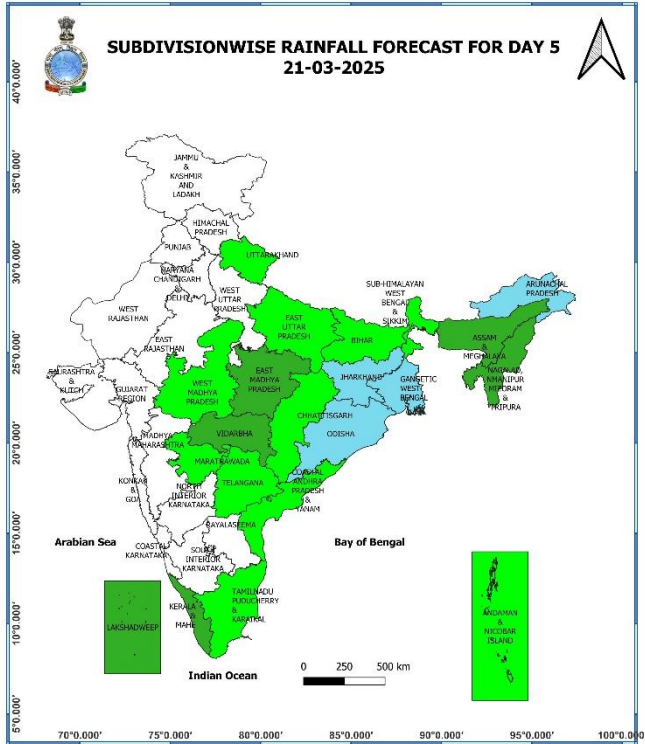 SUBDIVISIONWISE RAINFALL FORECAST FOR DAY 5
21-03-2025
40°0.000'
35°0.000'
30°0.000'
25°0.000'
20°0.000'
15°0.000'
10°0.000'
5°0.000'
JAMMU
&
KASHMIR
AND
LADAKH
HIMACHAL
PRADESH
PUNJAB
UTTARAKHAND
HARYANA
CHANDIGARH
&
DELHI
WEST
UTTAR
PRADESH
SUB-HIMALAYAN
WEST
BENGAL
&
SIKKIM
ARUNACHAL
PRADESH
WEST
RAJASTHAN
EAST
RAJASTHAN
EAST
UTTAR
PRADESH
BIHAR
ASSAM
&
MEGHALAYA
SAURASHTRA
&
KUTCH
GUJARAT
REGION
WEST
MADHYA
PRADESH
EAST
MADHYA
PRADESH
JHARKHAND
GANGETIC
WEST
BENGAL
&
TRIPURA
CHHATTISGARH
MADHYA
MAHARASHTRA
VIDARBHA
ODISHA
MARATHWADA
KONKAN
&
GOA
TELANGANA
COASTAL
ANDHRA
PRADESH
&
YANAM
NORTH
INTERIOR
KARNATAKA
RAYALASEEMA
Arabian Sea
Bay of Bengal
COASTAL
KARNATAKA
SOUTH
INTERIOR
KARNATAKA
LAKSHADWEEP
KERALA
&
MAHE
TAMILNADU
PUDUCHERRY
&
KARAIKAL
ANDAMAN
&
NICOBAR
ISLAND
Indian Ocean
0 250 500 km
70°0.000' 75°0.000' 80°0.000' 85°0.000' 90°0.000' 95°0.000' 100°0.000'